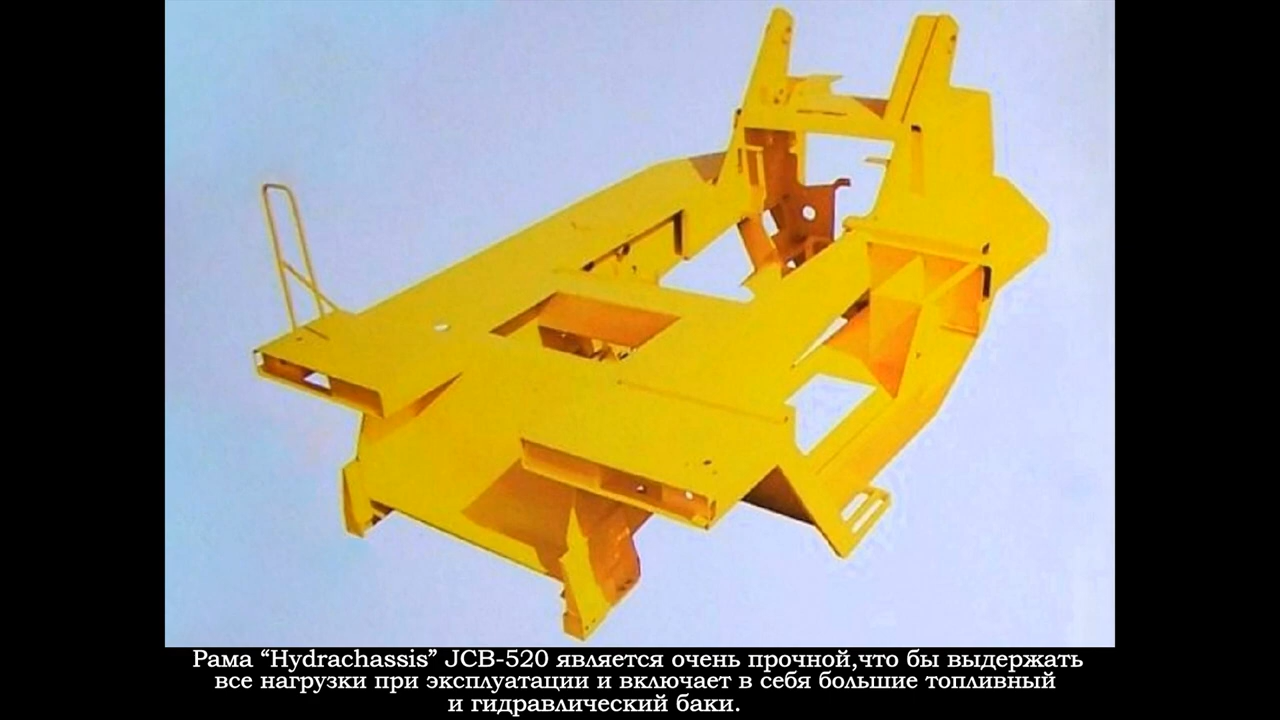 Рама “Hydrachassis” JCB-520 является очень прочной,что бы выдержать
все нагрузки при эксплуатации и включает в себя большие топливный
и гидравлический баки.